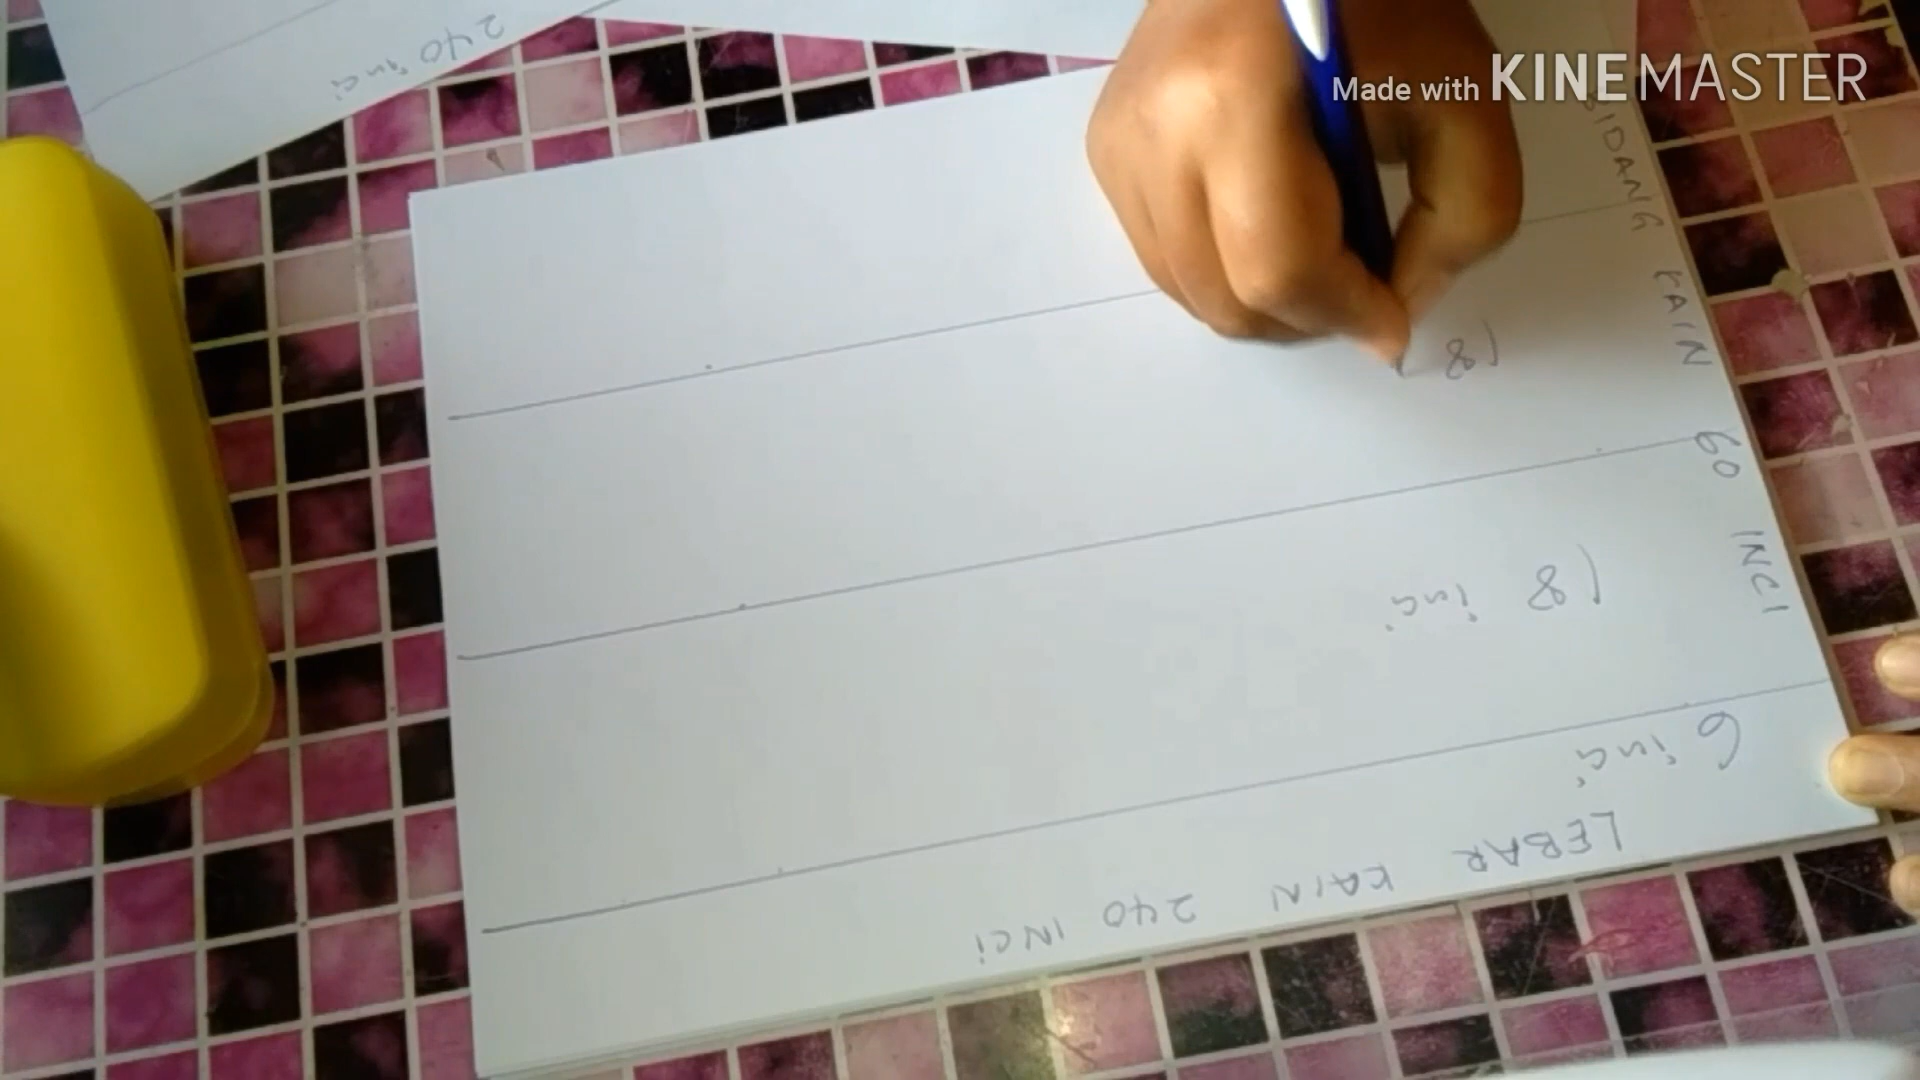 Made with KINEMASTER
240 inci
BIDANG KAIN 60 INCI
18
18 inci
6 inci
LEBAR KAIN 240 INCI